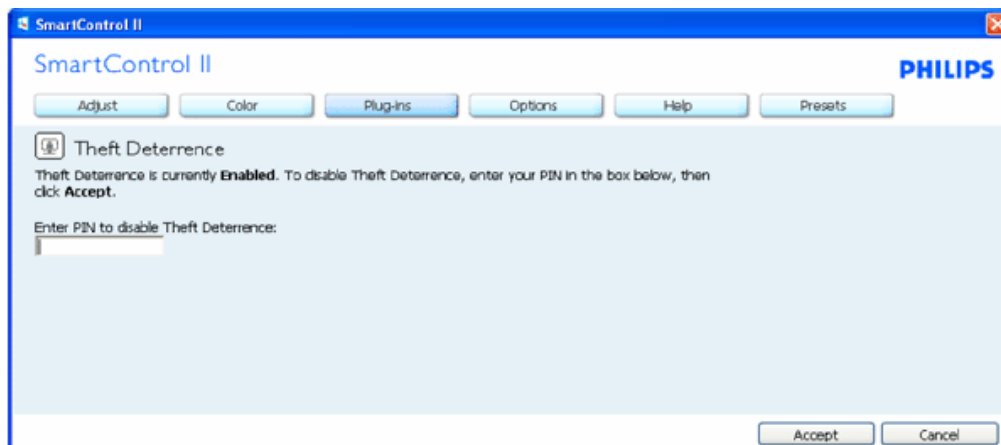 SmartControl II
SmartControl II
PHILIPS
Adjust Color Plug-ins Options Help Presets
Theft Deterrence
Theft Deterrence is currently Enabled. To disable Theft Deterrence, enter your PIN in the box below, then
click Accept.
Enter PIN to disable Theft Deterrence:
Accept Cancel